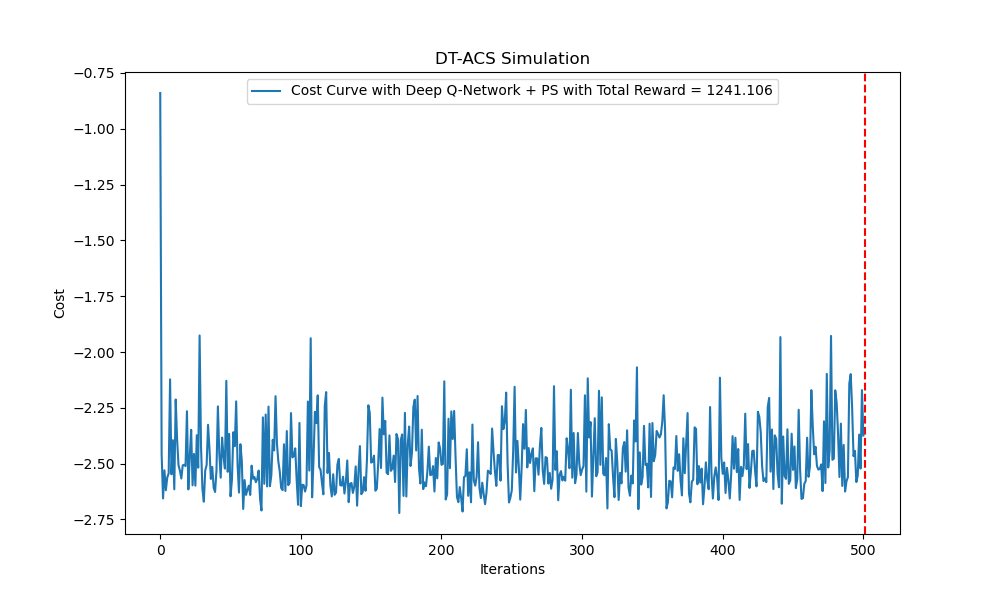 DT-ACS Simulation
Cost Curve with Deep Q-Network + PS with Total Reward = 1241.106
Cost
−0.75
−1.00
−1.25
−1.50
−1.75
−2.00
−2.25
−2.50
−2.75
0 100 200 300 400 500
Iterations